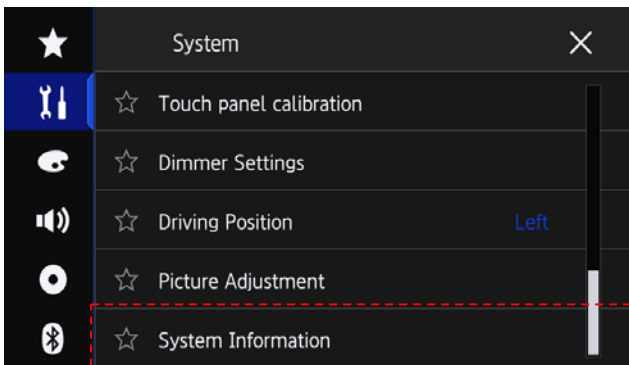 System
Touch panel calibration
Dimmer Settings
Driving Position Left
Picture Adjustment
System Information